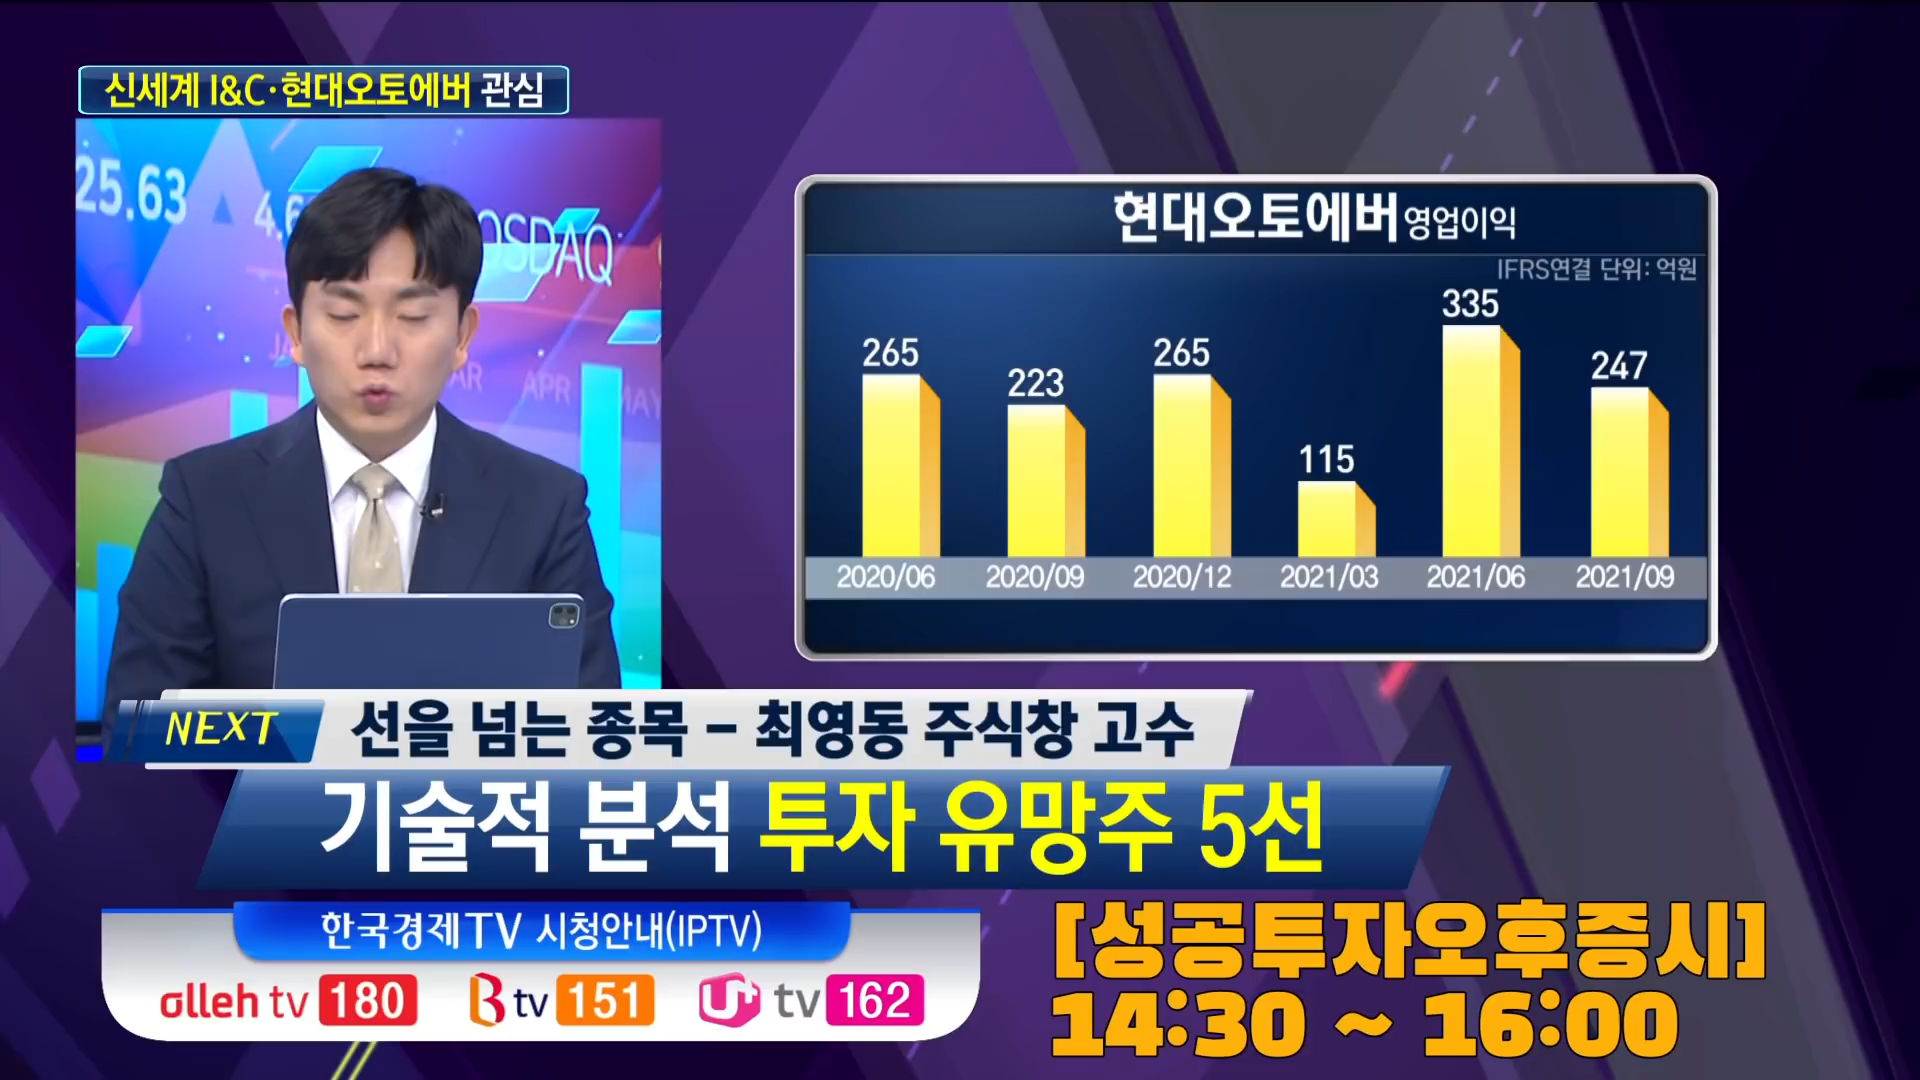 신세계 I&C·현대오토에버 관심
25.63
APR
현대오토에버 영업이익
IFRS연결 단위: 억원
265
223
265
115
335
247
2020/06
2020/09
2020/12
2021/03
2021/06
2021/09
NEXT
선을 넘는 종목 - 최영동 주식창 고수
기술적 분석 투자 유망주 5선
한국경제TV 시청안내(IPTV)
olleh tv 180
B tv 151
U+ tv 162
[성공투자오후증시]
14:30 ~ 16:00